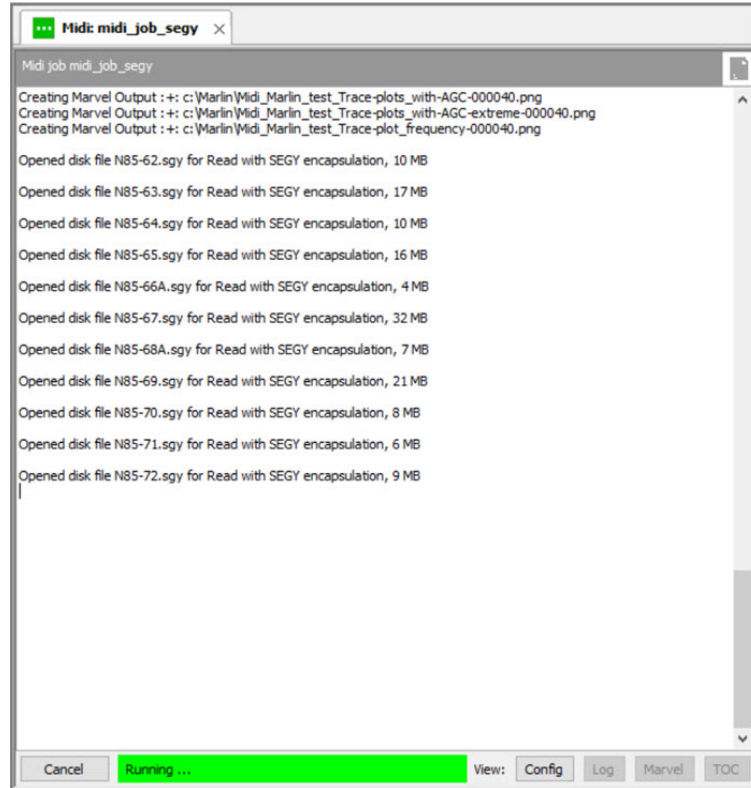 Midi: midi_job_segy
Midi job midi_job_segy
Creating Marvel Output :+: c:\Marlin\Midi_Marlin_test_Trace-plots_with-AGC-000040.png
Creating Marvel Output :+: c:\Marlin\Midi_Marlin_test_Trace-plots_with-AGC-extreme-000040.png
Creating Marvel Output :+: c:\Marlin\Midi_Marlin_test_Trace-plot_frequency-000040.png
Opened disk file N85-62.sgy for Read with SEGY encapsulation, 10 MB
Opened disk file N85-63.sgy for Read with SEGY encapsulation, 17 MB
Opened disk file N85-64.sgy for Read with SEGY encapsulation, 10 MB
Opened disk file N85-65.sgy for Read with SEGY encapsulation, 16 MB
Opened disk file N85-66A.sgy for Read with SEGY encapsulation, 4 MB
Opened disk file N85-67.sgy for Read with SEGY encapsulation, 32 MB
Opened disk file N85-68A.sgy for Read with SEGY encapsulation, 7 MB
Opened disk file N85-69.sgy for Read with SEGY encapsulation, 21 MB
Opened disk file N85-70.sgy for Read with SEGY encapsulation, 8 MB
Opened disk file N85-71.sgy for Read with SEGY encapsulation, 6 MB
Opened disk file N85-72.sgy for Read with SEGY encapsulation, 9 MB
Cancel Running ... View: Config Log Marvel TOC